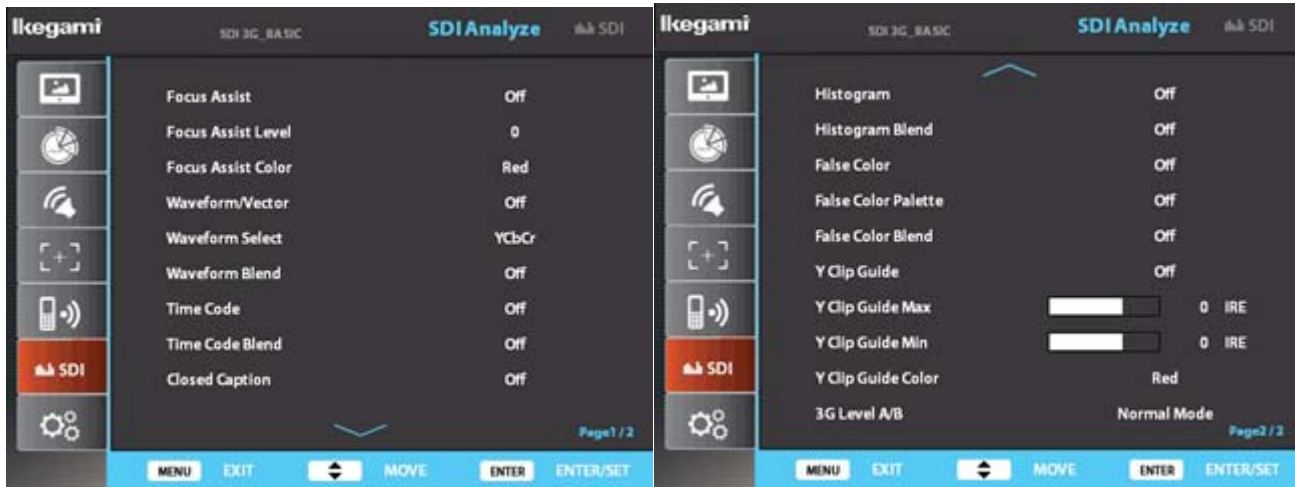 Ikegami SDI 3G_BASIC SDI Analyze SDI
Focus Assist Off
Focus Assist Level 0
Focus Assist Color Red
Waveform/Vector Off
Waveform Select YCbCr
Waveform Blend Off
Time Code Off
Time Code Blend Off
SDI
Closed Caption Off
Page1/2
MENU EXIT MOVE ENTER ENTER/SET
Ikegami SDI 3G_BASIC SDI Analyze SDI
Histogram Off
Histogram Blend Off
False Color Off
False Color Palette Off
False Color Blend Off
Y Clip Guide Off
Y Clip Guide Max 0 IRE
Y Clip Guide Min 0 IRE
SDI
Y Clip Guide Color Red
3G Level A/B Normal Mode
Page2/2
MENU EXIT MOVE ENTER ENTER/SET